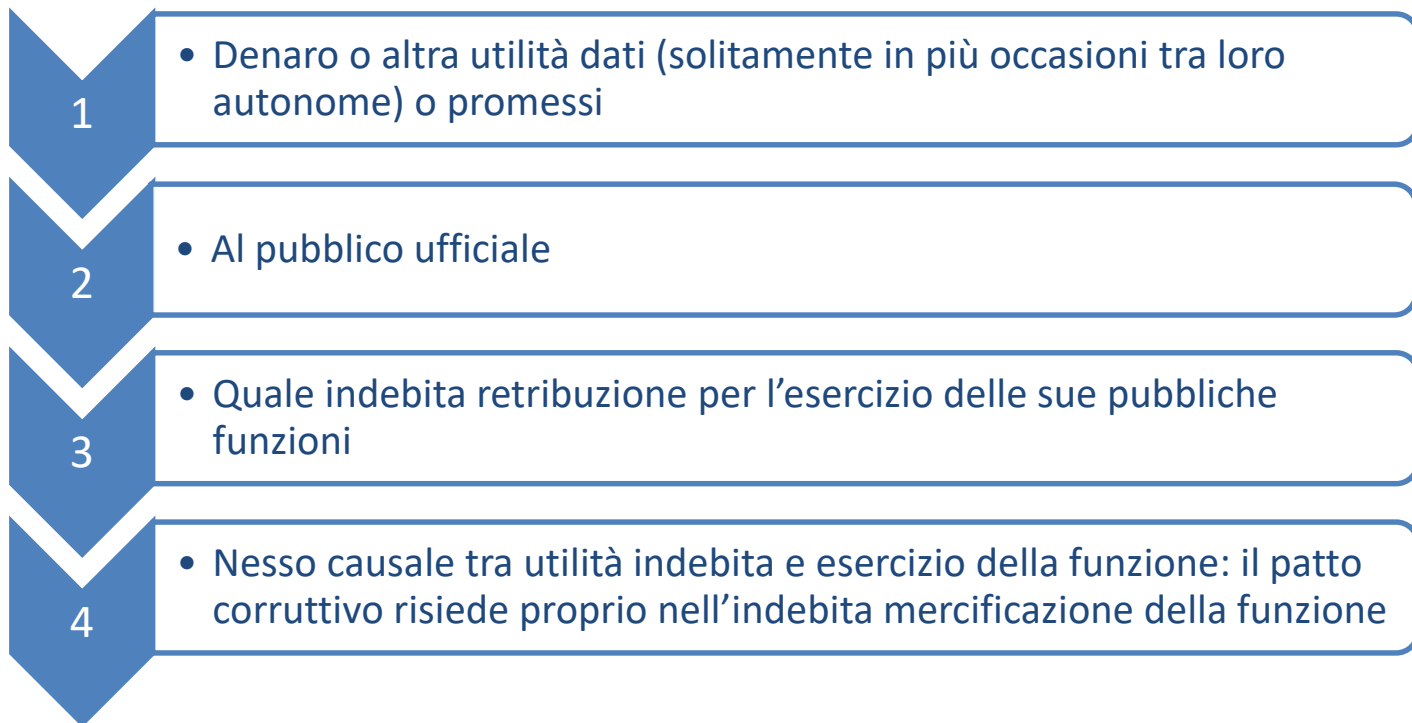 1
• Denaro o altra utilità dati (solitamente in più occasioni tra loro
autonome) o promessi
2
• Al pubblico ufficiale
3
• Quale indebita retribuzione per l’esercizio delle sue pubbliche
funzioni
4
• Nesso causale tra utilità indebita e esercizio della funzione: il patto
corruttivo risiede proprio nell’indebita mercificazione della funzione